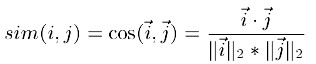 sim(i, j) = cos(i⃗, j⃗) = i⃗ · j⃗ / ||i⃗||₂ * ||j⃗||₂